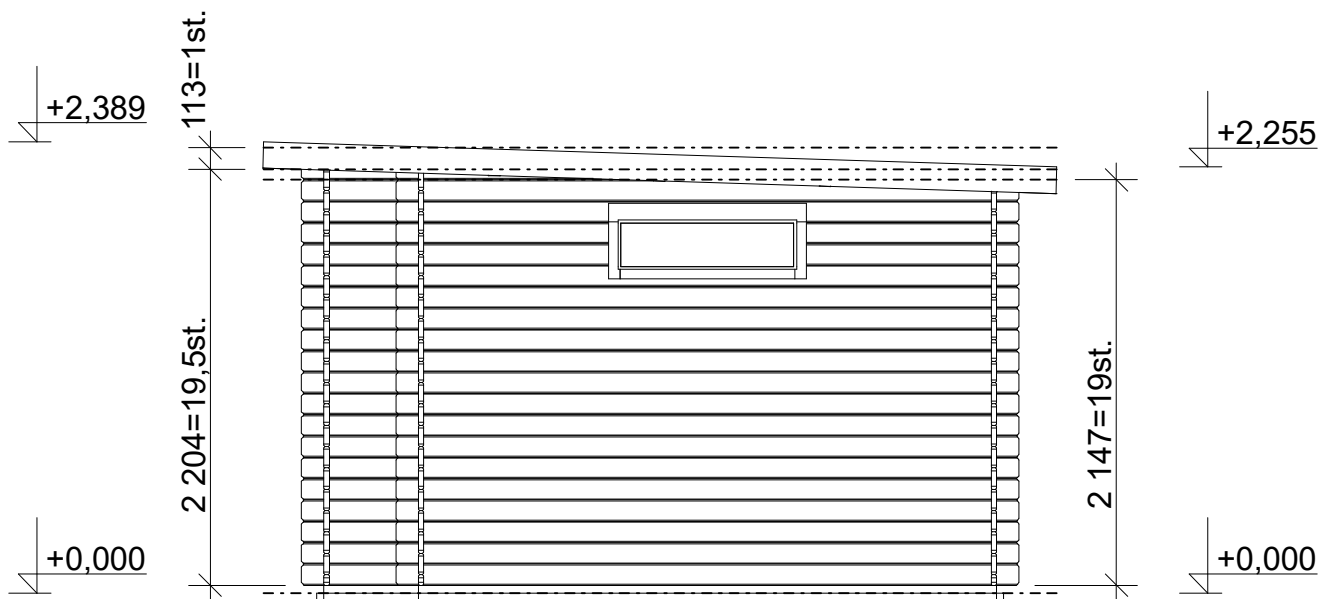 113=1st.
+2,389
+2,255
2 204=19,5st.
2 147=19st.
+0,000
+0,000